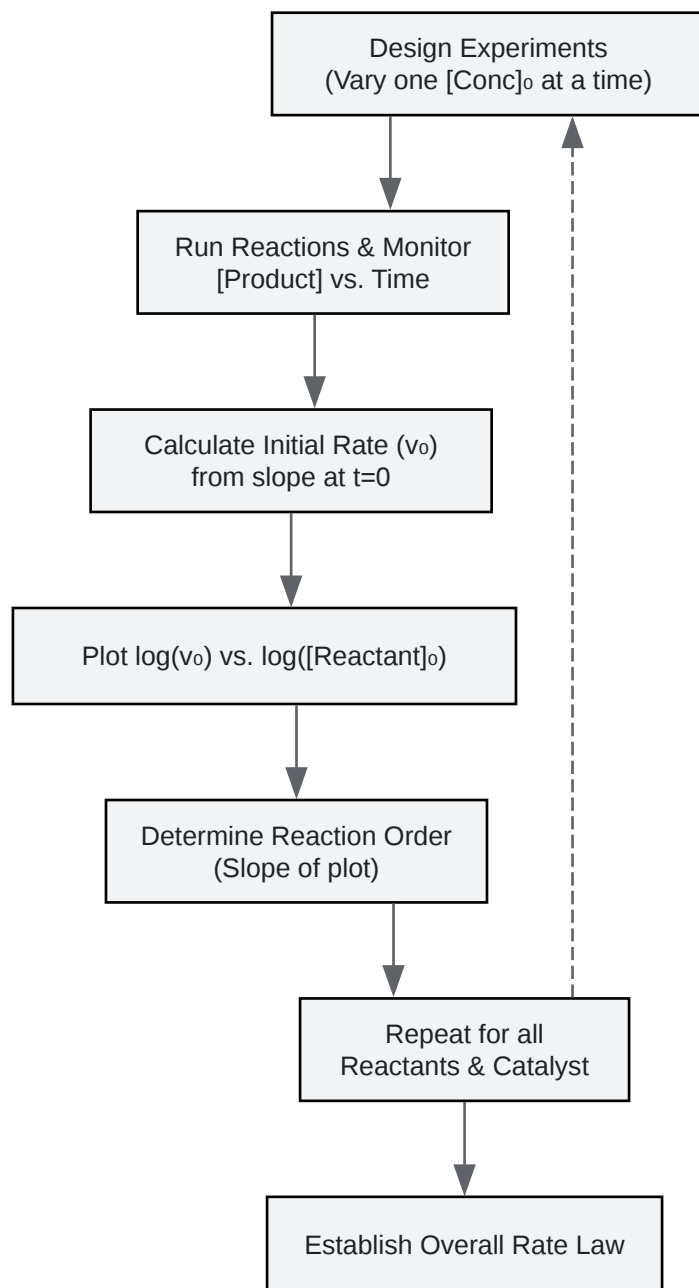 Design Experiments
(Vary one [Conc]₀ at a time)
Run Reactions & Monitor
[Product] vs. Time
Calculate Initial Rate (v₀)
from slope at t=0
Plot log(v₀) vs. log([Reactant]₀)
Determine Reaction Order
(Slope of plot)
Repeat for all
Reactants & Catalyst
Establish Overall Rate Law